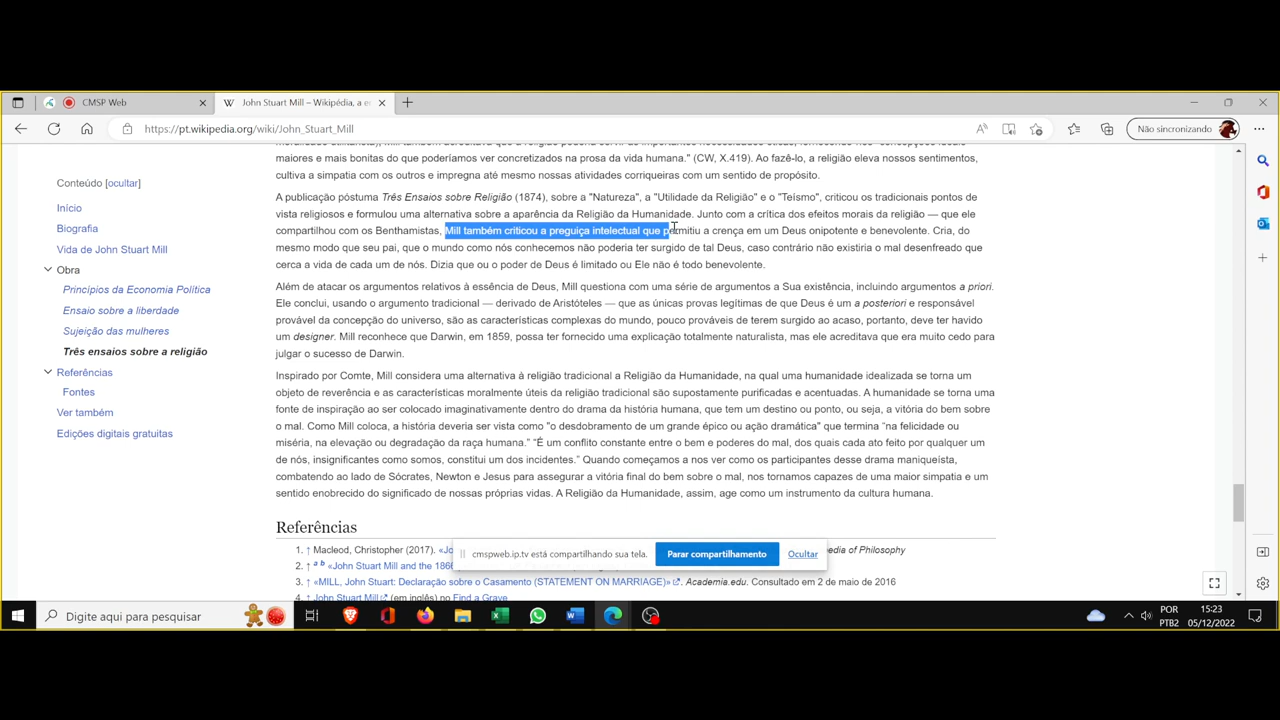 CMSP Web
John Stuart Mill – Wikipédia, a en
https://pt.wikipedia.org/wiki/John_Stuart_Mill
Não sincronizando
Conteúdo [ocultar]
Início
Biografia
Vida de John Stuart Mill
Obra
Princípios da Economia Política
Ensaio sobre a liberdade
Sujeição das mulheres
Três ensaios sobre a religião
Referências
Fontes
Ver também
Edições digitais gratuitas
maiores e mais bonitas do que poderíamos ver concretizados na prosa da vida humana." (CW, X.419). Ao fazê-lo, a religião eleva nossos sentimentos,
cultiva a simpatia com os outros e impregna até mesmo nossas atividades corriqueiras com um sentido de propósito.
A publicação póstuma Três Ensaios sobre Religião (1874), sobre a "Natureza", a "Utilidade da Religião" e o "Teísmo", criticou os tradicionais pontos de
vista religiosos e formulou uma alternativa sobre a aparência da Religião da Humanidade. Junto com a crítica dos efeitos morais da religião — que ele
compartilhou com os Benthamistas, Mill também criticou a preguiça intelectual que permitiu a crença em um Deus onipotente e benevolente. Cria, do
mesmo modo que seu pai, que o mundo como nós conhecemos não poderia ter surgido de tal Deus, caso contrário não existiria o mal desenfreado que
cerca a vida de cada um de nós. Dizia que ou o poder de Deus é limitado ou Ele não é todo benevolente.
Além de atacar os argumentos relativos à essência de Deus, Mill questiona com uma série de argumentos a Sua existência, incluindo argumentos a priori.
Ele conclui, usando o argumento tradicional — derivado de Aristóteles — que as únicas provas legítimas de que Deus é um a posteriori e responsável
provável da concepção do universo, são as características complexas do mundo, pouco prováveis de terem surgido ao acaso, portanto, deve ter havido
um designer. Mill reconhece que Darwin, em 1859, possa ter fornecido uma explicação totalmente naturalista, mas ele acreditava que era muito cedo para
julgar o sucesso de Darwin.
Inspirado por Comte, Mill considera uma alternativa à religião tradicional a Religião da Humanidade, na qual uma humanidade idealizada se torna um
objeto de reverência e as características moralmente úteis da religião tradicional são supostamente purificadas e acentuadas. A humanidade se torna uma
fonte de inspiração ao ser colocado imaginativamente dentro do drama da história humana, que tem um destino ou ponto, ou seja, a vitória do bem sobre
o mal. Como Mill coloca, a história deveria ser vista como "o desdobramento de um grande épico ou ação dramática" que termina “na felicidade ou
miséria, na elevação ou degradação da raça humana.” “É um conflito constante entre o bem e poderes do mal, dos quais cada ato feito por qualquer um
de nós, insignificantes como somos, constitui um dos incidentes.” Quando começamos a nos ver como os participantes desse drama maniqueísta,
combatendo ao lado de Sócrates, Newton e Jesus para assegurar a vitória final do bem sobre o mal, nos tornamos capazes de uma maior simpatia e um
sentido enobrecido do significado de nossas próprias vidas. A Religião da Humanidade, assim, age como um instrumento da cultura humana.
Referências
1. ↑ Macleod, Christopher (2017). «Jo
edia of Philosophy
2. ↑ a b «John Stuart Mill and the 186
3. ↑ «MILL, John Stuart: Declaração sobre o Casamento (STATEMENT ON MARRIAGE)». Academia.edu. Consultado em 2 de maio de 2016
4. ↑ John Stuart Mill (em inglês) no Find a Grave
cmspweb.ip.tv está compartilhando sua tela.
Parar compartilhamento
Ocultar
Digite aqui para pesquisar
POR
PTB2
15:23
05/12/2022